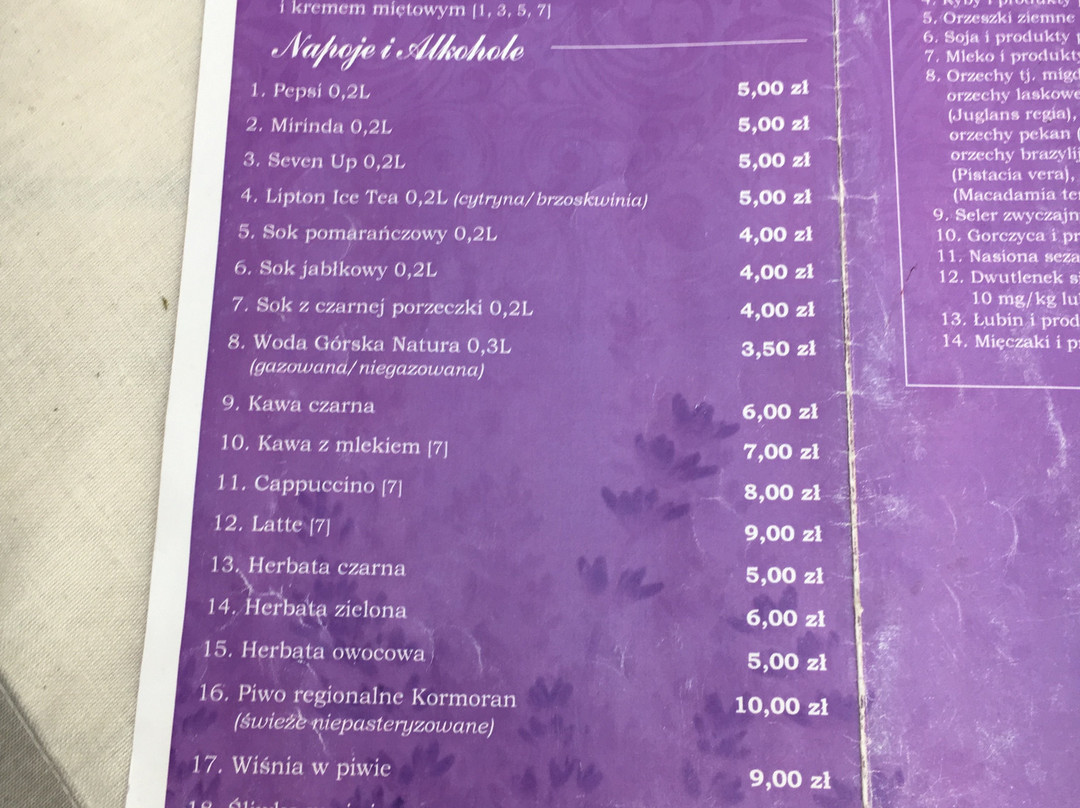 i kremem miętowym [1, 3, 5, 7]
Napoje i Alkohole
1. Pepsi 0,2L 5,00 zł
2. Mirinda 0,2L 5,00 zł
3. Seven Up 0,2L 5,00 zł
4. Lipton Ice Tea 0,2L (cytryna/brzoskwinia) 5,00 zł
5. Sok pomarańczowy 0,2L 4,00 zł
6. Sok jabłkowy 0,2L 4,00 zł
7. Sok z czarnej porzeczki 0,2L 4,00 zł
8. Woda Górska Natura 0,3L 3,50 zł
(gazowana/niegazowana)
9. Kawa czarna 6,00 zł
10. Kawa z mlekiem [7] 7,00 zł
11. Cappuccino [7] 8,00 zł
12. Latte [7] 9,00 zł
13. Herbata czarna 5,00 zł
14. Herbata zielona 6,00 zł
15. Herbata owocowa 5,00 zł
16. Piwo regionalne Kormoran 10,00 zł
(świeże niepasteryzowane)
17. Wiśnia w piwie 9,00 zł
18.
4. Ryby i produkty
5. Orzeszki ziemne
6. Soja i produkty
7. Mleko i produkty
8. Orzechy tj. migd
orzechy laskowe
(Juglans regia),
orzechy pekan (
orzechy brazylij
(Pistacia vera),
(Macadamia te
9. Seler zwyczajn
10. Gorczyca i pr
11. Nasiona seza
12. Dwutlenek s
10 mg/kg lu
13. Łubin i prod
14. Mięczaki i p